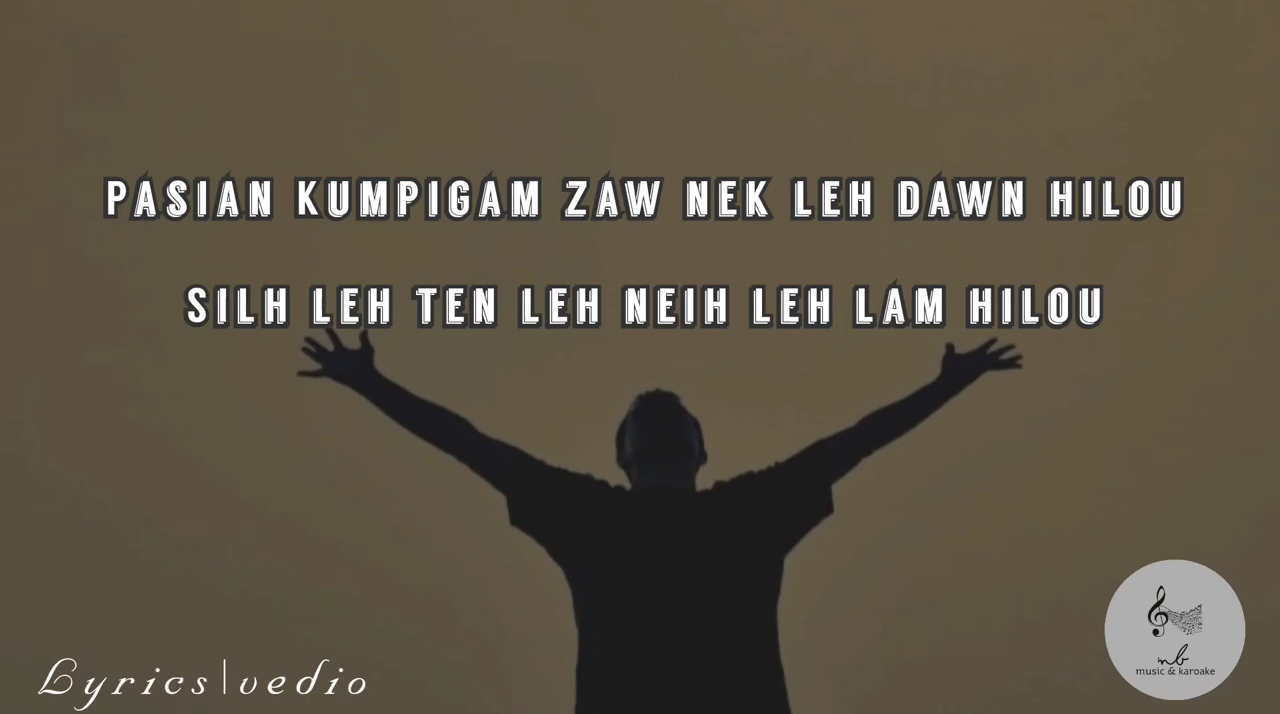 PASIAN KUMPIGAM ZAW NEK LEH DAWN HILOU
SILH LEH TEN LEH NEIH LEH LAM HILOU
Lyrics|vedio
nb
music & karoake